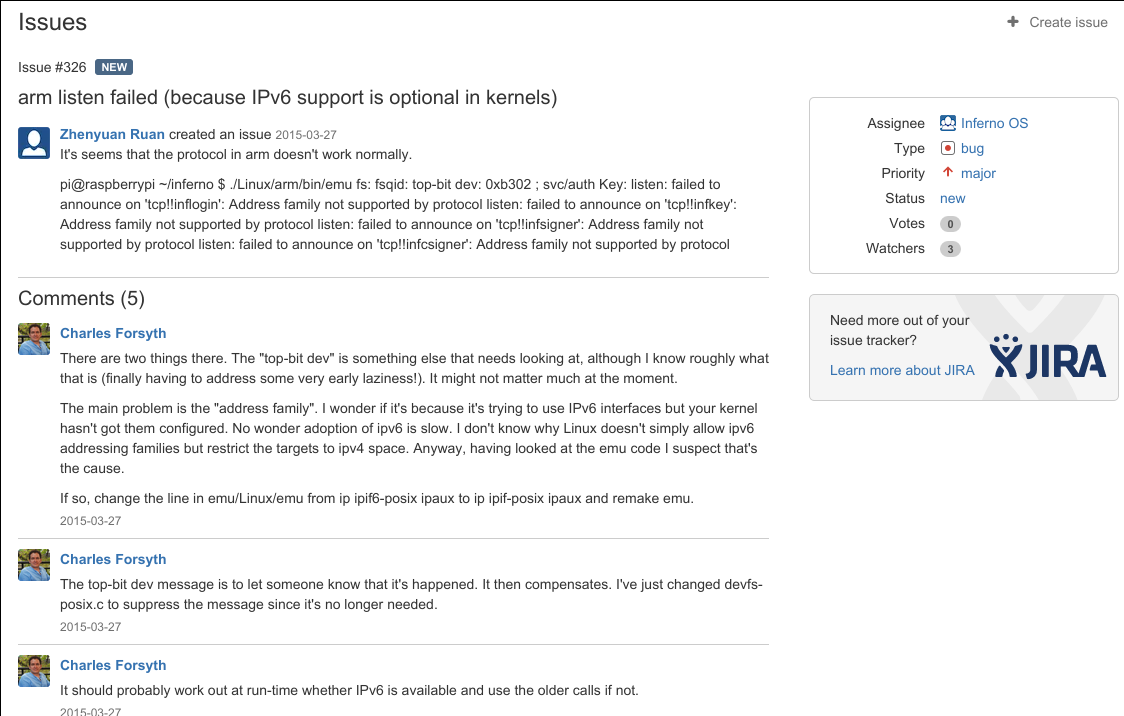 Issues
Create issue
Issue #326 NEW
arm listen failed (because IPv6 support is optional in kernels)
Zhenyuan Ruan created an issue 2015-03-27
It's seems that the protocol in arm doesn't work normally.
pi@raspberrypi ~/inferno $ ./Linux/arm/bin/emu fs: fsqid: top-bit dev: 0xb302 ; svc/auth Key: listen: failed to
announce on 'tcp!!inflogin': Address family not supported by protocol listen: failed to announce on 'tcp!!infkey':
Address family not supported by protocol listen: failed to announce on 'tcp!!infsigner': Address family not
supported by protocol listen: failed to announce on 'tcp!!infcsigner': Address family not supported by protocol
Comments (5)
Charles Forsyth
There are two things there. The "top-bit dev" is something else that needs looking at, although I know roughly what
that is (finally having to address some very early laziness!). It might not matter much at the moment.
The main problem is the "address family". I wonder if it's because it's trying to use IPv6 interfaces but your kernel
hasn't got them configured. No wonder adoption of ipv6 is slow. I don't know why Linux doesn't simply allow ipv6
addressing families but restrict the targets to ipv4 space. Anyway, having looked at the emu code I suspect that's
the cause.
If so, change the line in emu/Linux/emu from ip ipif6-posix ipaux to ip ipif-posix ipaux and remake emu.
2015-03-27
Charles Forsyth
The top-bit dev message is to let someone know that it's happened. It then compensates. I've just changed devfs-
posix.c to suppress the message since it's no longer needed.
2015-03-27
Charles Forsyth
It should probably work out at run-time whether IPv6 is available and use the older calls if not.
2015-03-27
Assignee Inferno OS
Type bug
Priority major
Status new
Votes 0
Watchers 3
Need more out of your
issue tracker?
Learn more about JIRA
JIRA